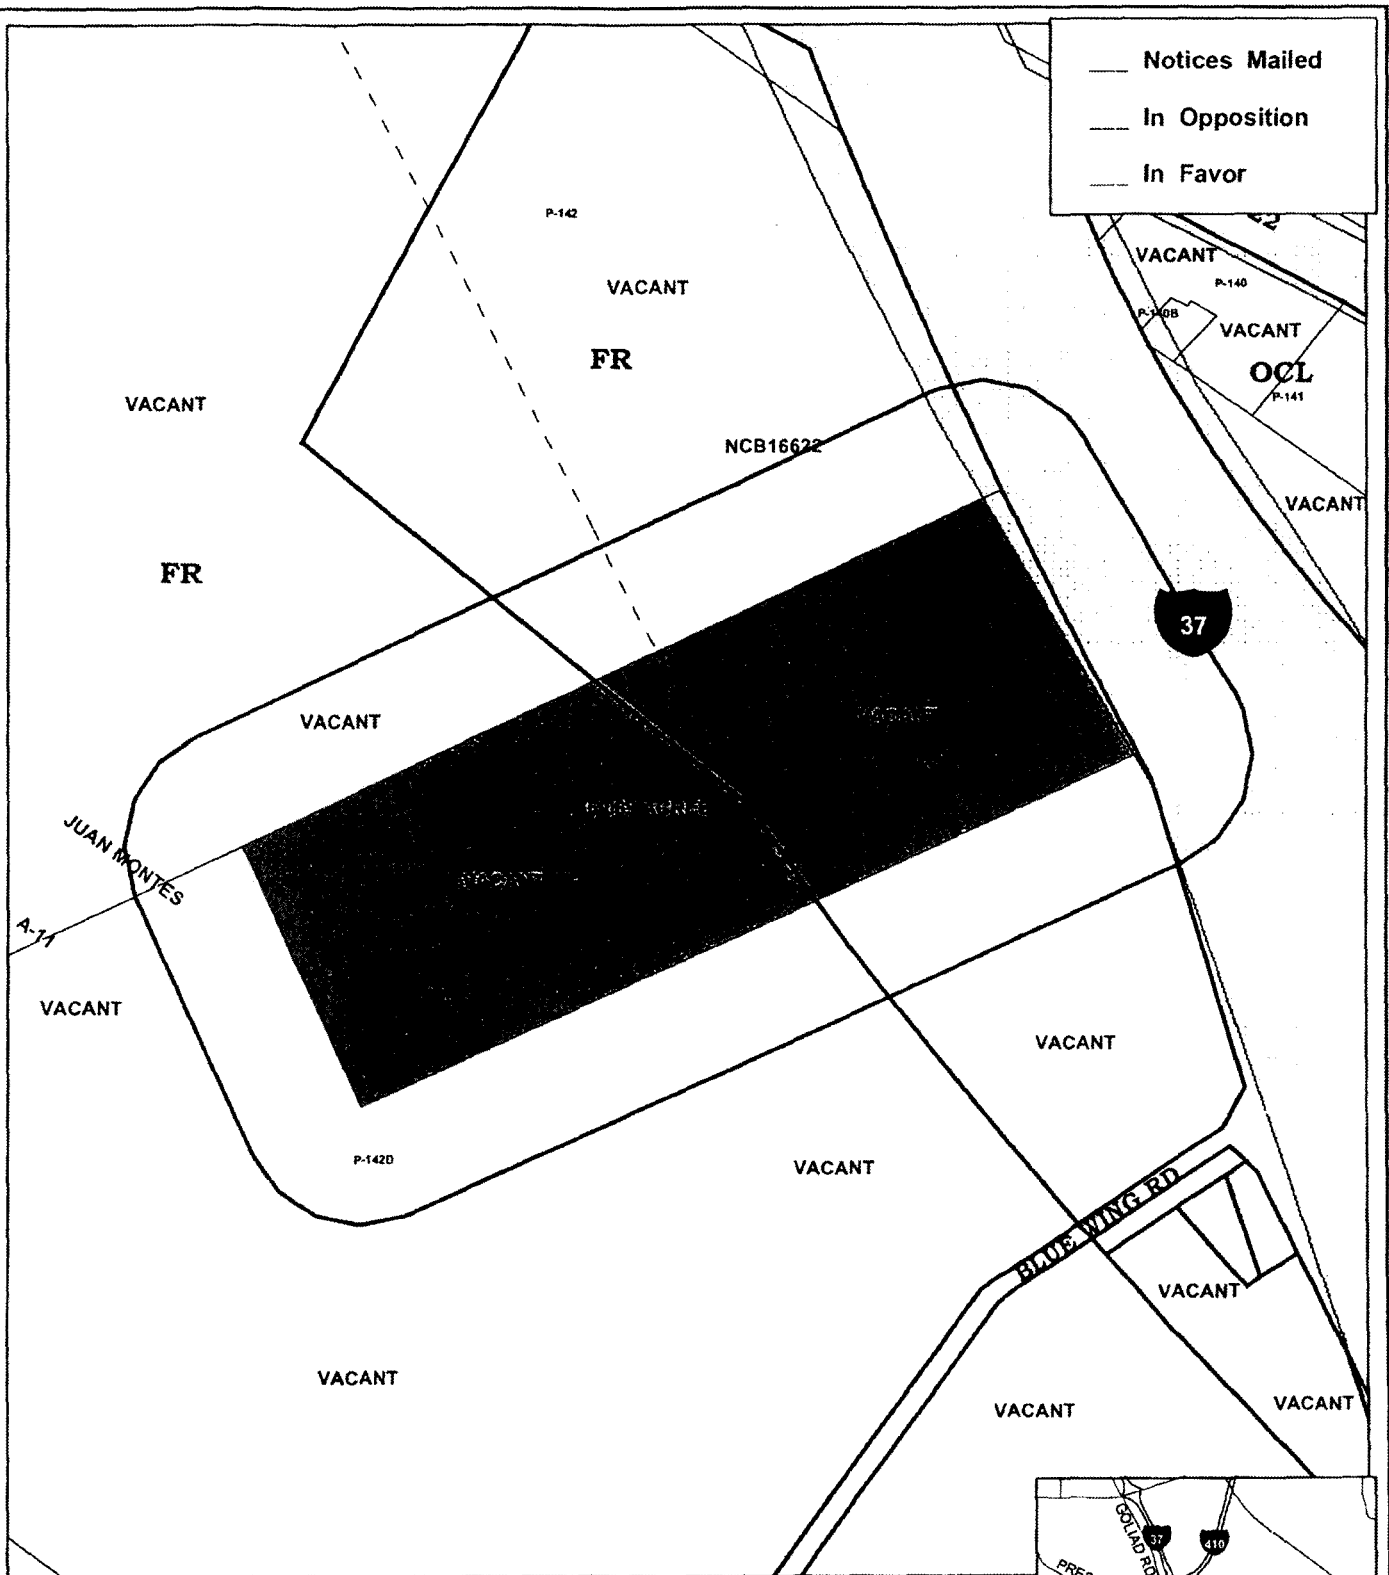 Notices Mailed
In Opposition
In Favor
P-142
VACANT
P-140
VACANT
P-140B
VACANT
FR
OCL
P-141
VACANT
NCB16622
VACANT
FR
37
VACANT
JUAN MONTES
A-11
VACANT
VACANT
P-142D
VACANT
BLUE WING RD
VACANT
VACANT
VACANT
VACANT
GOLIAD RD
37
410